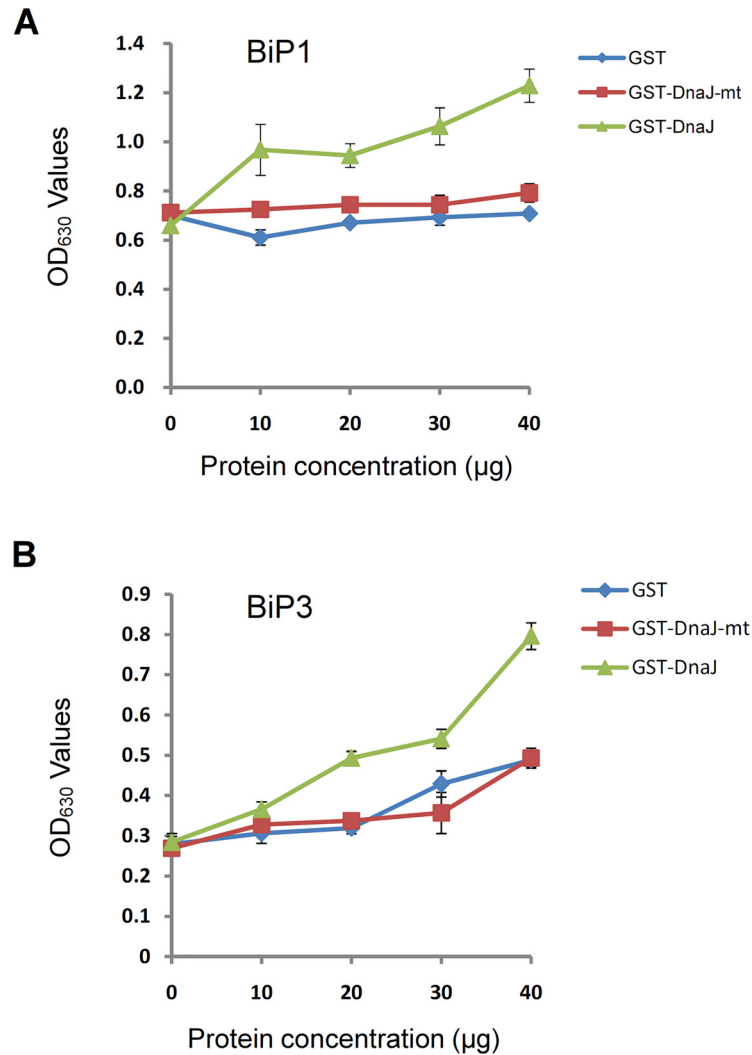 A
BiP1
1.4
1.2
1.0
0.8
0.6
0.4
0.2
0.0
OD630 Values
0 10 20 30 40
Protein concentration (µg)
GST
GST-DnaJ-mt
GST-DnaJ
B
BiP3
0.9
0.8
0.7
0.6
0.5
0.4
0.3
0.2
0.1
0
OD630 Values
0 10 20 30 40
Protein concentration (µg)
GST
GST-DnaJ-mt
GST-DnaJ